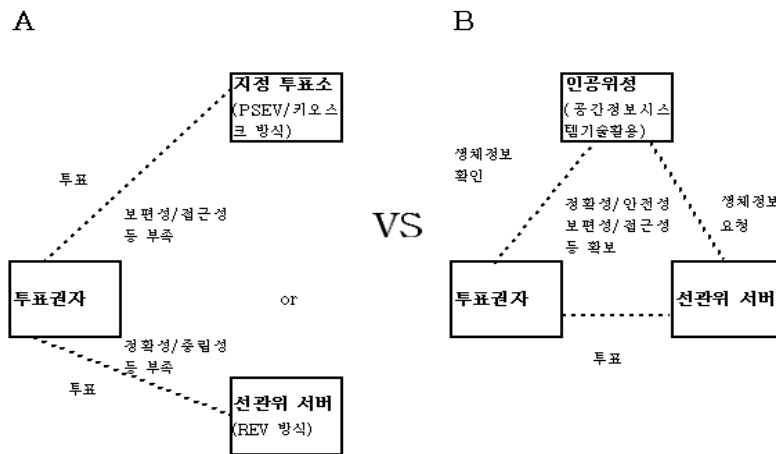 A
지정 투표소
(PSEV/키오스
크 방식)
투표
보편성/접근성
등 부족
투표권자
or
정확성/중립성
등 부족
투표
선관위 서버
(REV 방식)
VS
B
인공위성
(공간정보시스
템기술활용)
생체정보
확인
정확성/안전성
보편성/접근성
등 확보
생체정보
요청
투표권자
선관위 서버
투표